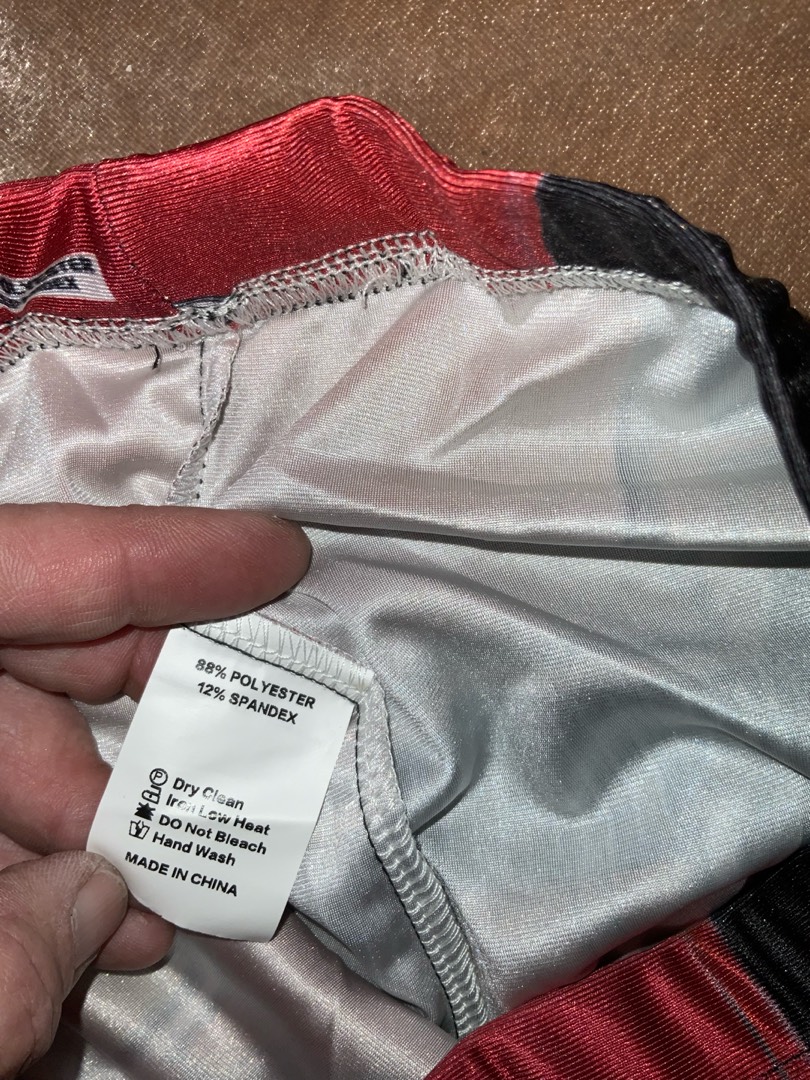 88% POLYESTER
12% SPANDEX
Dry Clean
Iron Low Heat
DO Not Bleach
Hand Wash
MADE IN CHINA